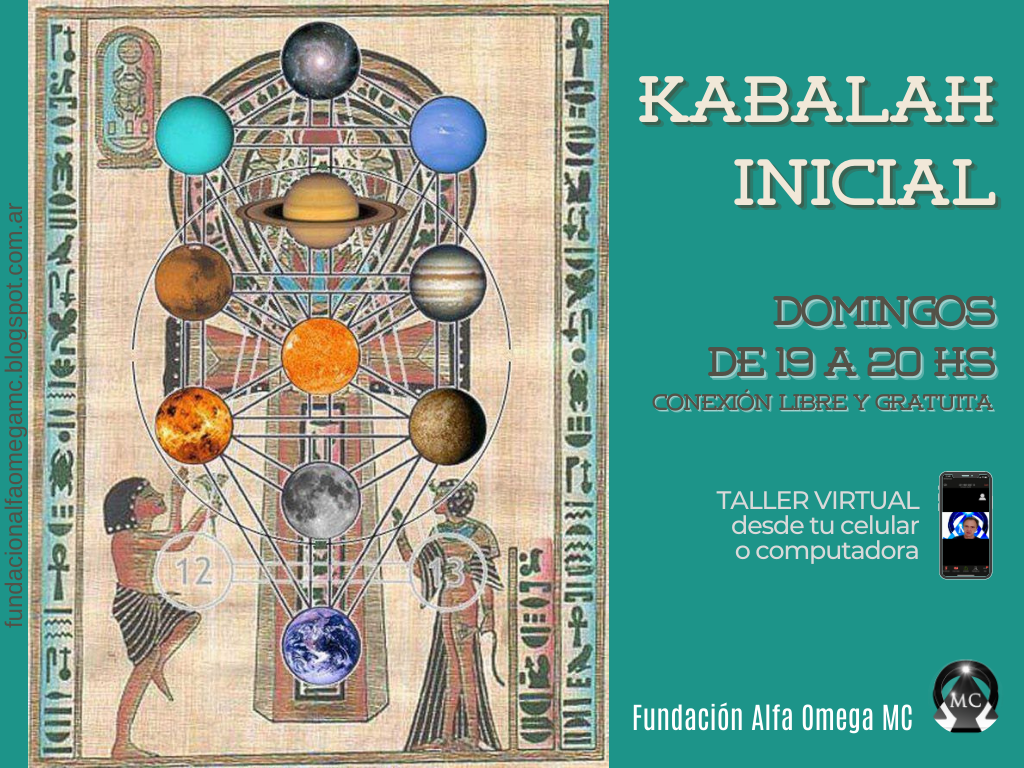 KABALAH
INICIAL
DOMINGOS
DE 19 A 20 HS
CONEXIÓN LIBRE Y GRATUITA
TALLER VIRTUAL
desde tu celular
o computadora
Fundación Alfa Omega MC
MC
fundacionalfaomegamc.blogspot.com.ar
12
13